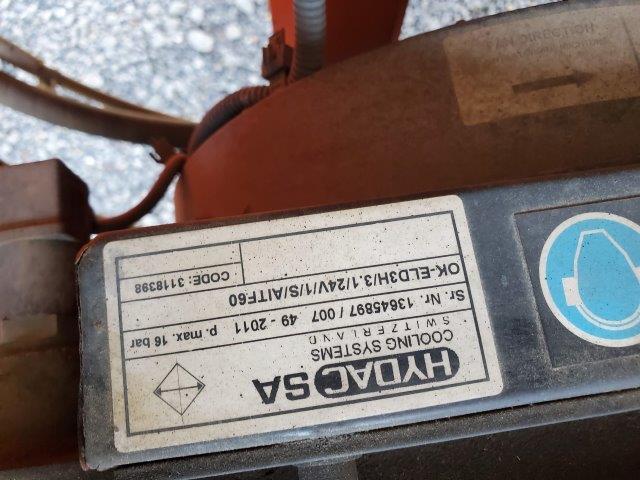 HYDAC SA
COOLING SYSTEMS
SWITZERLAND
Sr. Nr. 13645897 / 007 49 - 2011 p. max. 16 bar
OK-ELD3H/3.1/24V/1/S/AITF60
CODE: 3118398
DIRECTION